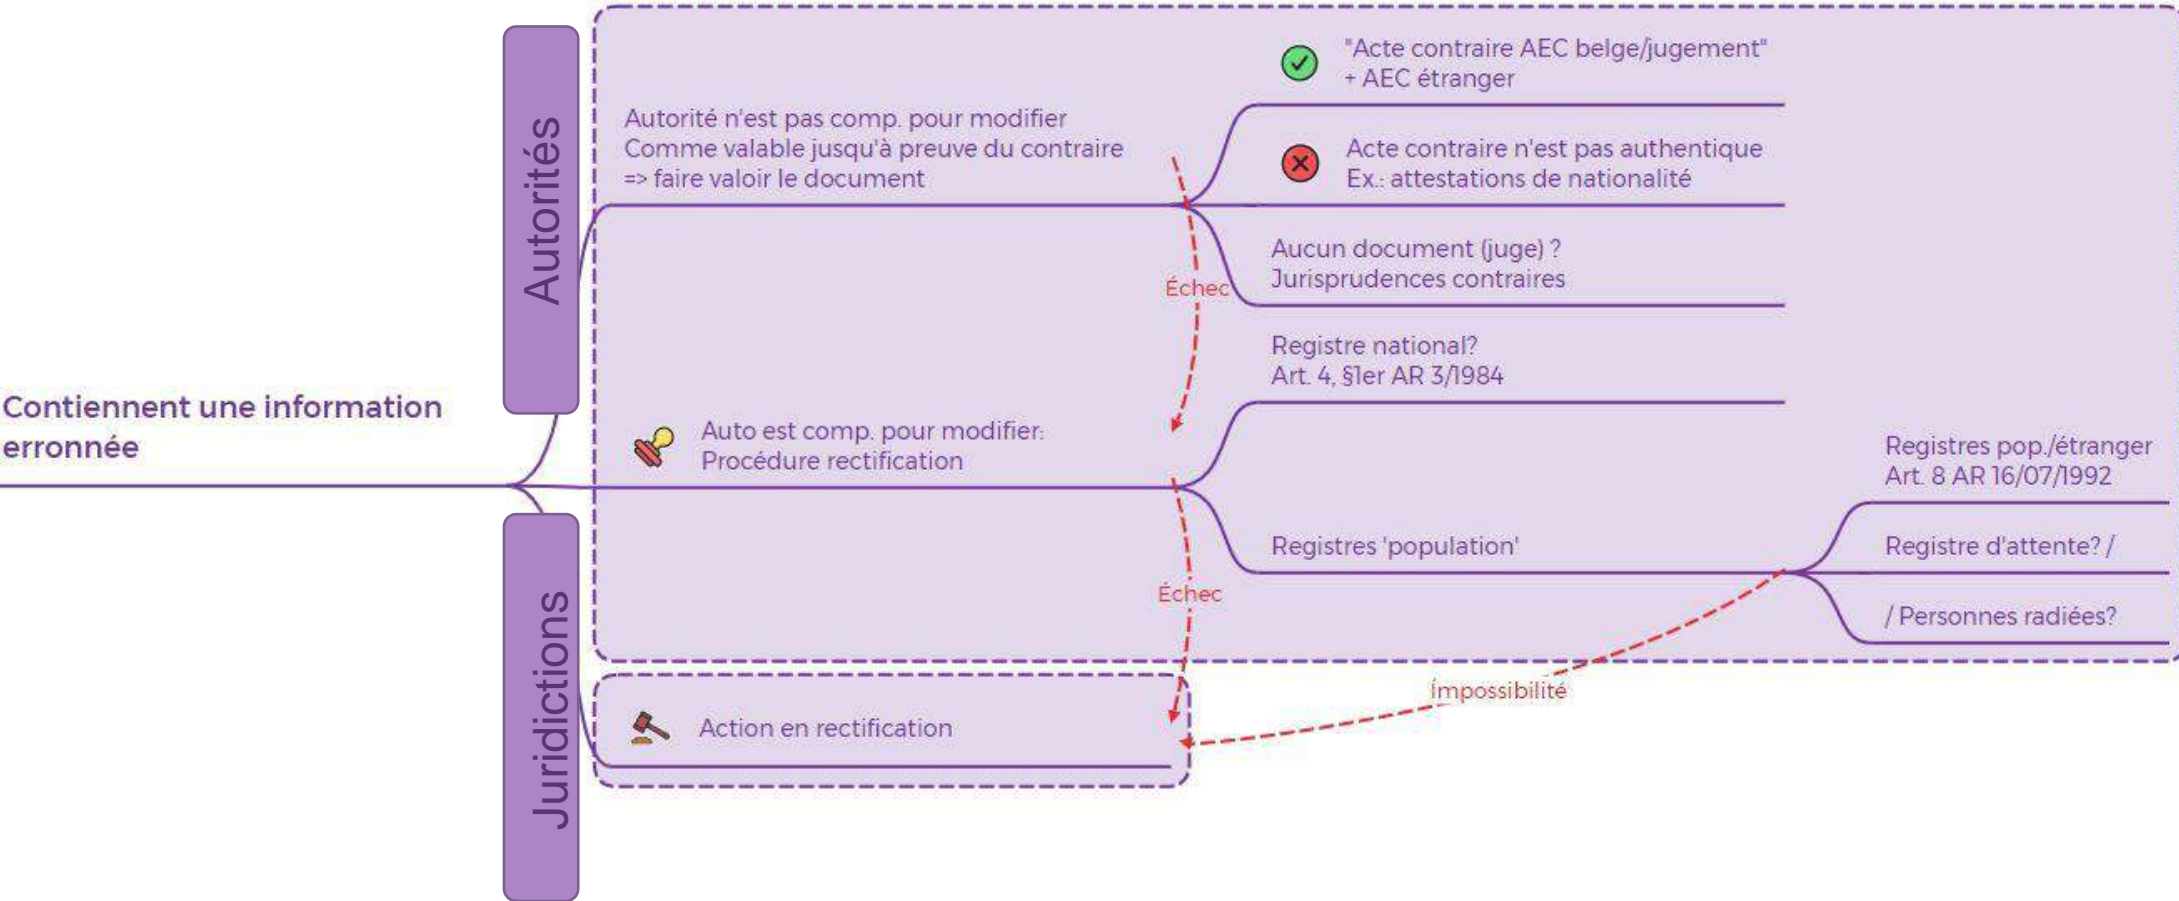 Contiennent une information
erronnée
Autorités
Autorité n'est pas comp. pour modifier
Comme valable jusqu'à preuve du contraire
=> faire valoir le document
"Acte contraire AEC belge/jugement"
+ AEC étranger
Acte contraire n'est pas authentique
Ex.: attestations de nationalité
Aucun document (juge) ?
Jurisprudences contraires
Échec
Auto est comp. pour modifier:
Procédure rectification
Registre national?
Art. 4, §1er AR 3/1984
Registres 'population'
Registres pop./étranger
Art. 8 AR 16/07/1992
Registre d'attente? /
/ Personnes radiées?
Échec
Ímpossibilité
Juridictions
Action en rectification